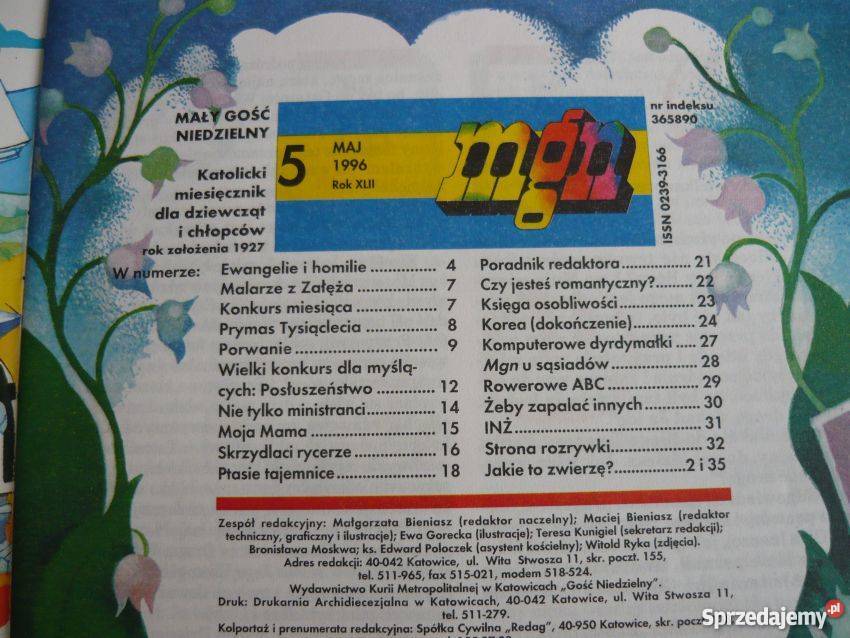 MAŁY GOŚĆ
NIEDZIELNY
Katolicki
miesięcznik
dla dziewcząt
i chłopców
rok założenia 1927
5
MAJ
1996
Rok XLII
mgn
nr indeksu
365890
ISSN 0239-3166
W numerze:
Ewangelie i homilie ............... 4
Malarze z Załęża ............... 7
Konkurs miesiąca ............... 7
Prymas Tysiąclecia ............... 8
Porwanie ............... 9
Wielki konkurs dla myślą-
cych: Posłuszeństwo ............ 12
Nie tylko ministranci............... 14
Moja Mama ............... 15
Skrzydlaci rycerze ............... 16
Ptasie tajemnice ............... 18
Poradnik redaktora............... 21
Czy jesteś romantyczny?......... 22
Księga osobliwości ............... 23
Korea (dokończenie)............... 24
Komputerowe dyrdymałki ..... 27
Mgn u sąsiadów ............... 28
Rowerowe ABC ............... 29
Żeby zapalać innych ............ 30
INŻ ............... 31
Strona rozrywki ............... 32
Jakie to zwierzę?............2 i 35
Zespół redakcyjny: Małgorzata Bieniasz (redaktor naczelny); Maciej Bieniasz (redaktor
techniczny, graficzny i ilustracje); Ewa Gorecka (ilustracje); Teresa Kunigiel (sekretarz redakcji);
Bronisława Moskwa; ks. Edward Poloczek (asystent kościelny); Witold Ryka (zdjęcia).
Adres redakcji: 40-042 Katowice, ul. Wita Stwosza 11, skr. poczt. 155,
tel. 511-965, fax 515-021, modem 518-524.
Wydawnictwo Kurii Metropolitalnej w Katowicach „Gość Niedzielny”.
Druk: Drukarnia Archidiecezjalna w Katowicach, 40-042 Katowice, ul. Wita Stwosza 11,
tel. 511-279.
Kolportaż i prenumerata redakcyjna: Spółka Cywilna „Redag”, 40-950 Katowice, skr. poczt.
Sprzedajemy.pl